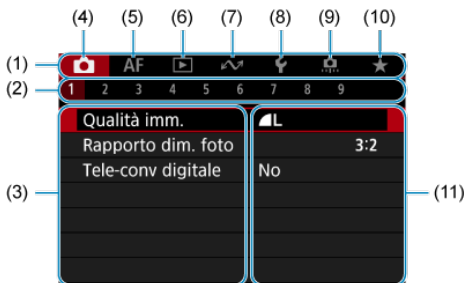 (4) (5) (6) (7) (8) (9) (10)
(1) AF
(2) 1 2 3 4 5 6 7 8 9
Qualità imm. L
Rapporto dim. foto 3:2
(3) Tele-conv digitale No (11)